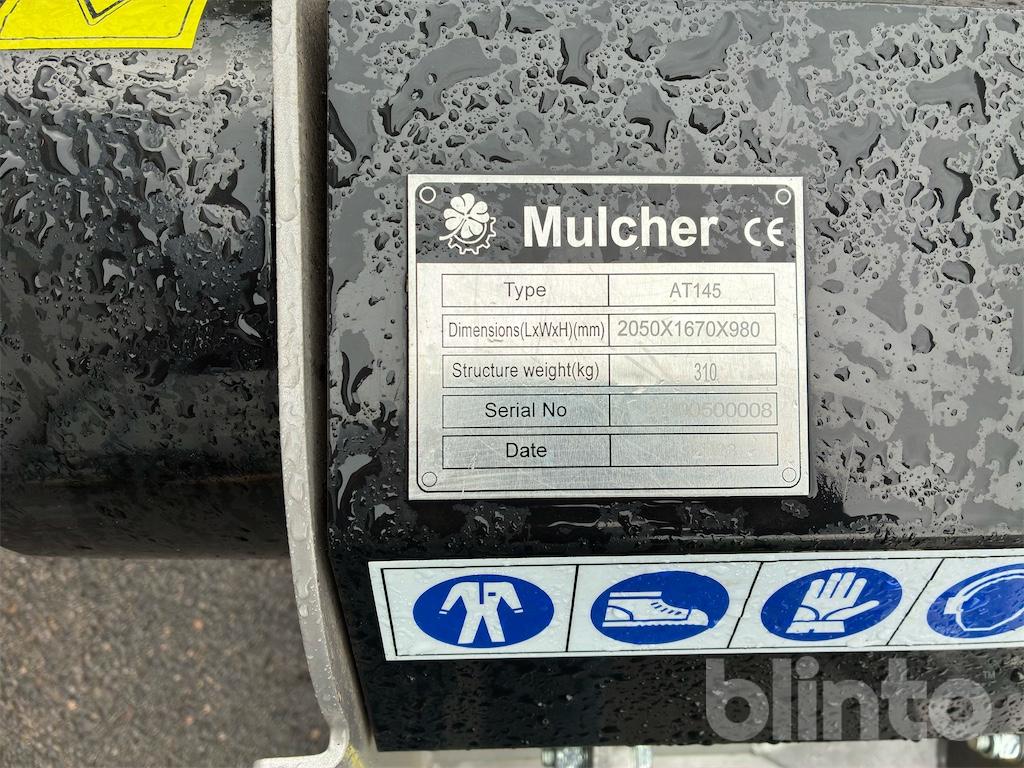 Mulcher CE
Type AT145
Dimensions(LxWxH)(mm) 2050X1670X980
Structure weight(kg) 310
Serial No
Date
blinto